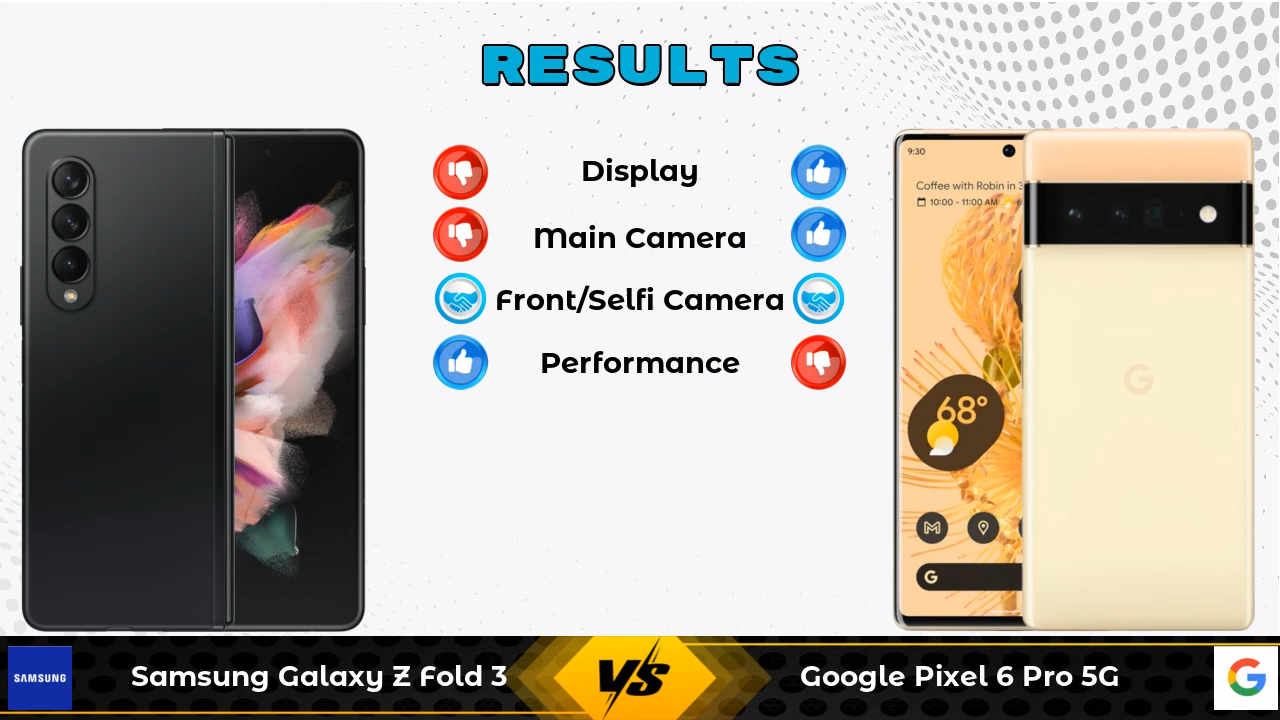 RESULTS
Display
Main Camera
Front/Selfi Camera
Performance
9:30
Coffee with Robin in 3
10:00 - 11:00 AM
68°
G
G
SAMSUNG
Samsung Galaxy Z Fold 3
VS
Google Pixel 6 Pro 5G
G